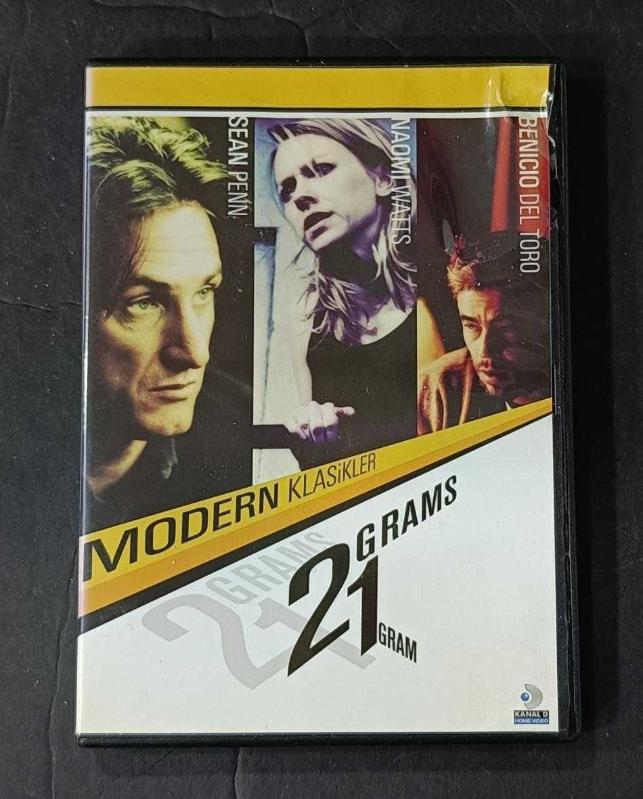 SEAN PENN
NAOMI WATTS
BENICIO DEL TORO
MODERN KLASİKLER
21 GRAMS
21 GRAMS
GRAM
KANAL D
HOME VIDEO